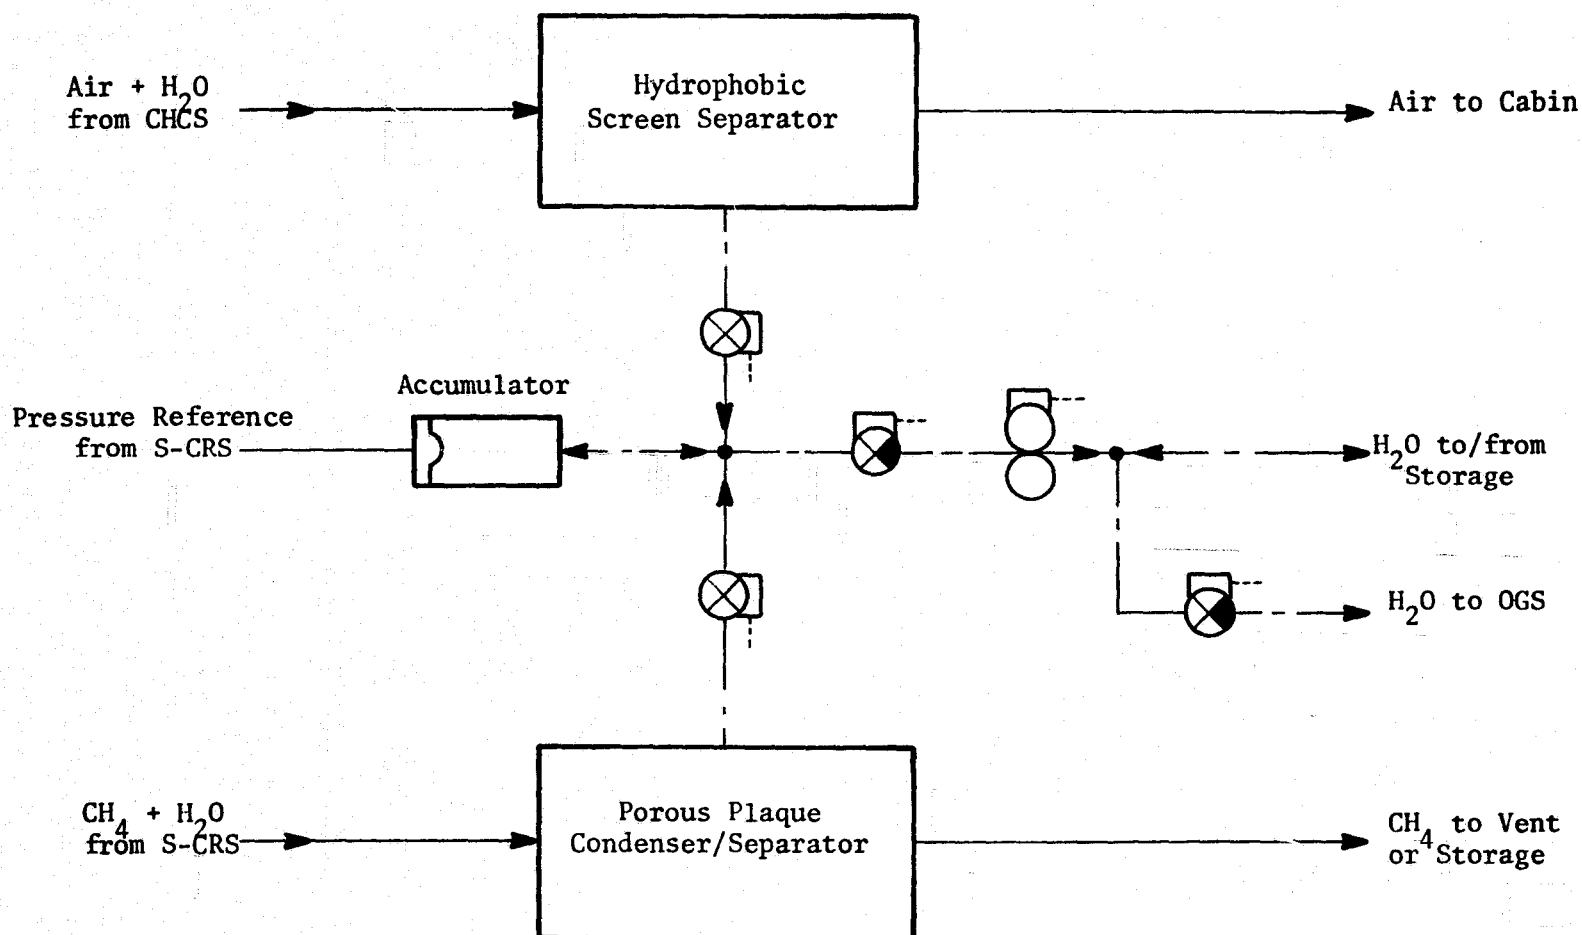 Air + H₂O
from CHCS
Hydrophobic
Screen Separator
Air to Cabin
Accumulator
Pressure Reference
from S-CRS
H₂O to/from
Storage
H₂O to OGS
CH₄ + H₂O
from S-CRS
Porous Plaque
Condenser/Separator
CH₄ to Vent
or Storage